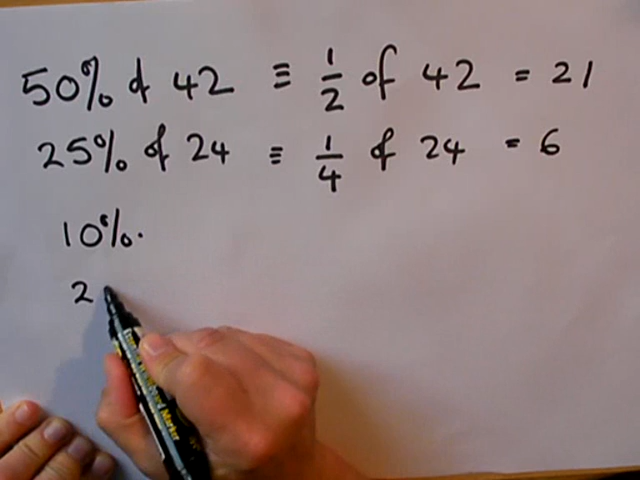 50% of 42 ≡ 1/2 of 42 = 21
25% of 24 ≡ 1/4 of 24 = 6
10%.
2